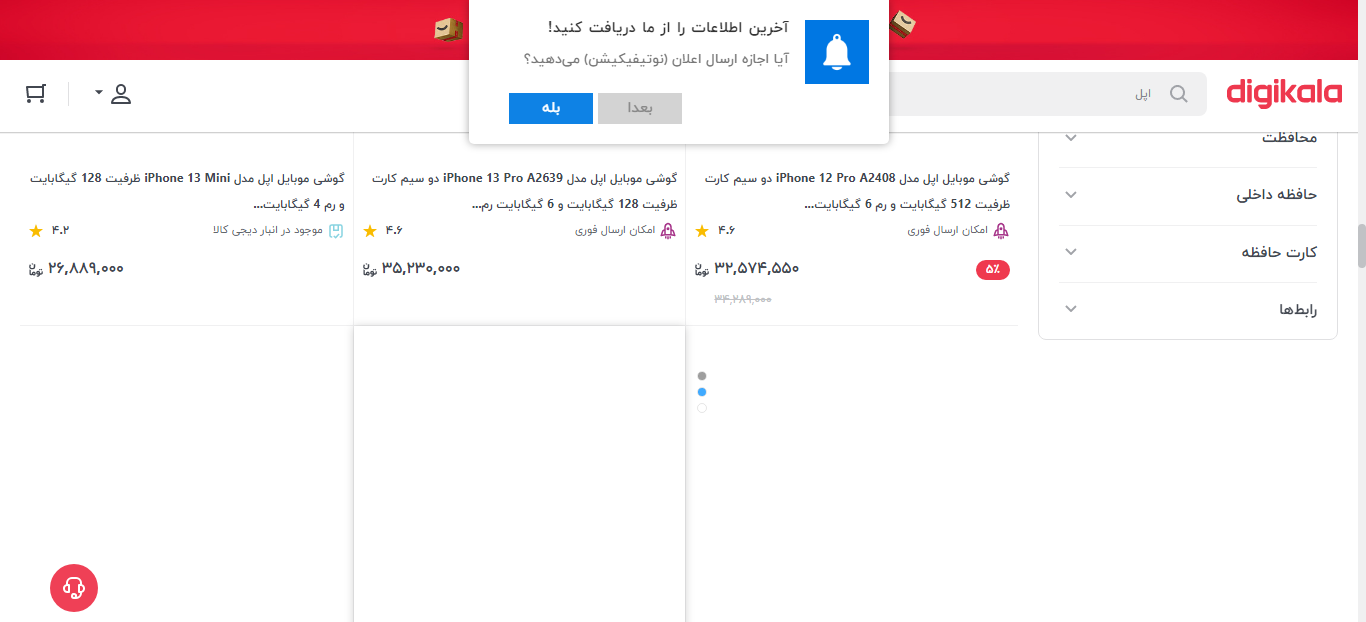 آخرین اطلاعات را از ما دریافت کنید!
آیا اجازه ارسال اعلان (نوتیفیکیشن) می‌دهید؟
بعدا
بله
digikala
اپل
محافظت
حافظه داخلی
کارت حافظه
رابط‌ها
گوشی موبایل اپل مدل iPhone 12 Pro A2408 دو سیم‌ کارت
ظرفیت 512 گیگابایت و رم 6 گیگابایت...
امکان ارسال فوری
۴.۶
۵٪
۳۲,۵۷۴,۵۵۰ تومان
۳۴,۲۸۹,۰۰۰
گوشی موبایل اپل مدل iPhone 13 Pro A2639 دو سیم‌ کارت
ظرفیت 128 گیگابایت و 6 گیگابایت رم...
امکان ارسال فوری
۴.۶
۳۵,۲۳۰,۰۰۰ تومان
گوشی موبایل اپل مدل iPhone 13 Mini ظرفیت 128 گیگابایت
و رم 4 گیگابایت...
موجود در انبار دیجی کالا
۴.۲
۲۶,۸۸۹,۰۰۰ تومان